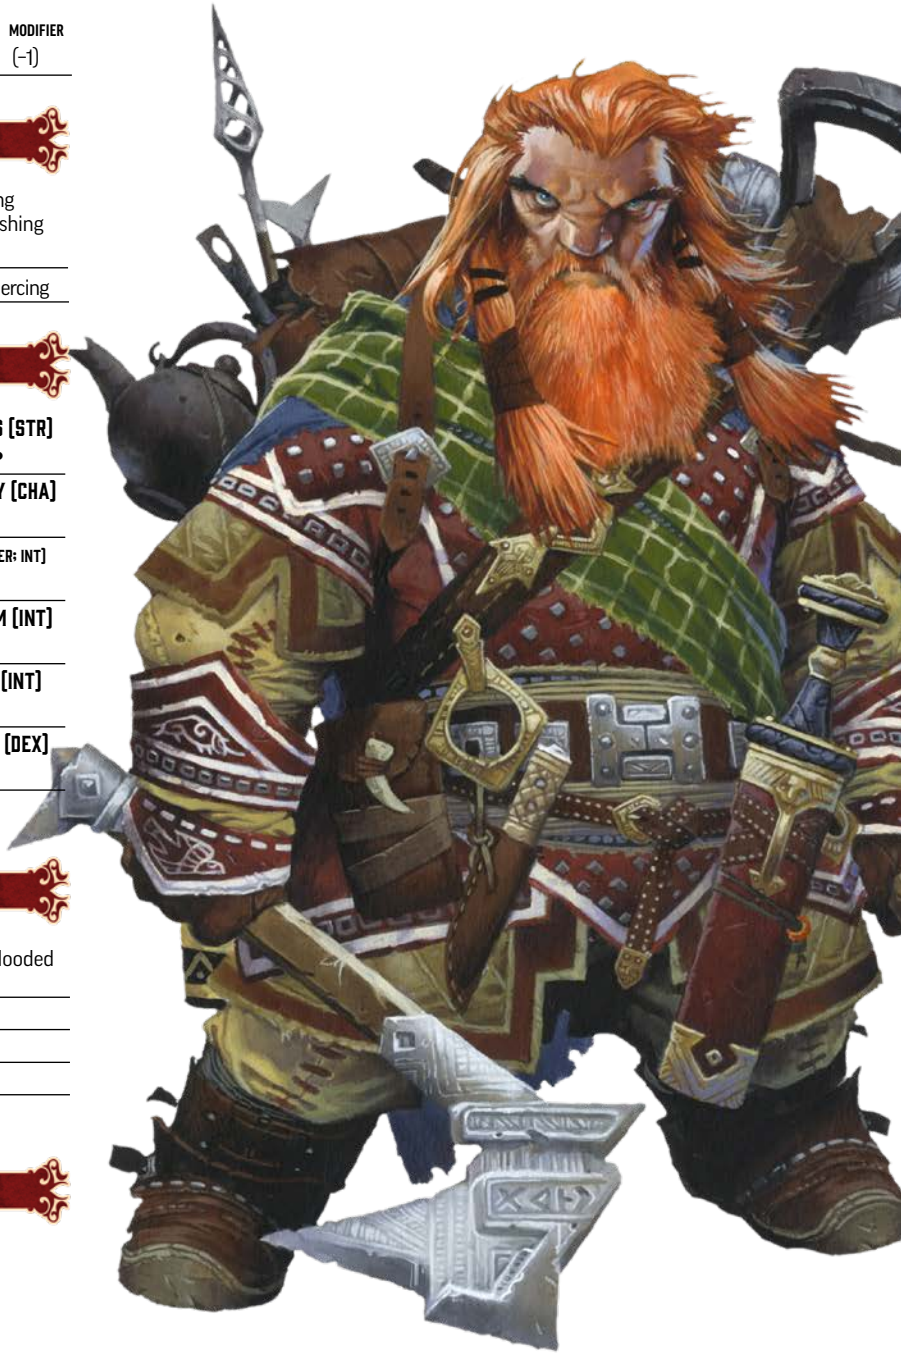 MODIFIER
(–1)
ng
shing
ercing
S (STR)
Y (CHA)
ER; INT)
M (INT)
(INT)
(DEX)
looded